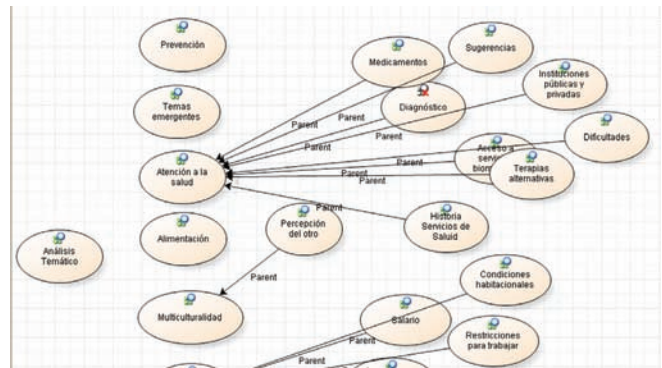 Prevención
Medicamentos
Sugerencias
Instituciones
públicas y
privadas
Temas
emergentes
Diagnóstico
Parent
Parent
Parent
Parent
Dificultades
Atención a la
salud
Parent
Parent
Parent
Acceso a
Terapias
alternativas
Parent
Percepción
del otro
Historia
Servicios de
Saluid
Alimentación
Análisis
Temático
Parent
Condiciones
habitacionales
Multiculturalidad
Salario
Parent
Restricciones
para trabajar
Parent